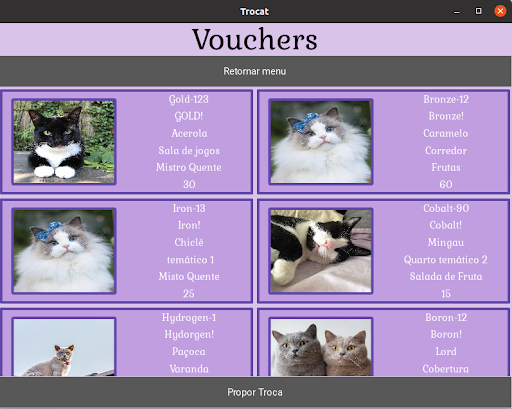 Trocat
Vouchers
Retornar menu
Gold-123
GOLD!
Acerola
Sala de jogos
Mistro Quente
30
Bronze-12
Bronze!
Caramelo
Corredor
Frutas
60
Iron-13
Iron!
Chiclé
temático 1
Misto Quente
25
Cobalt-90
Cobalt!
Mingau
Quarto temático 2
Salada de Fruta
15
Hydrogen-1
Hydorgen!
Paçoca
Varanda
Boron-12
Boron!
Lord
Cobertura
Propor Troca